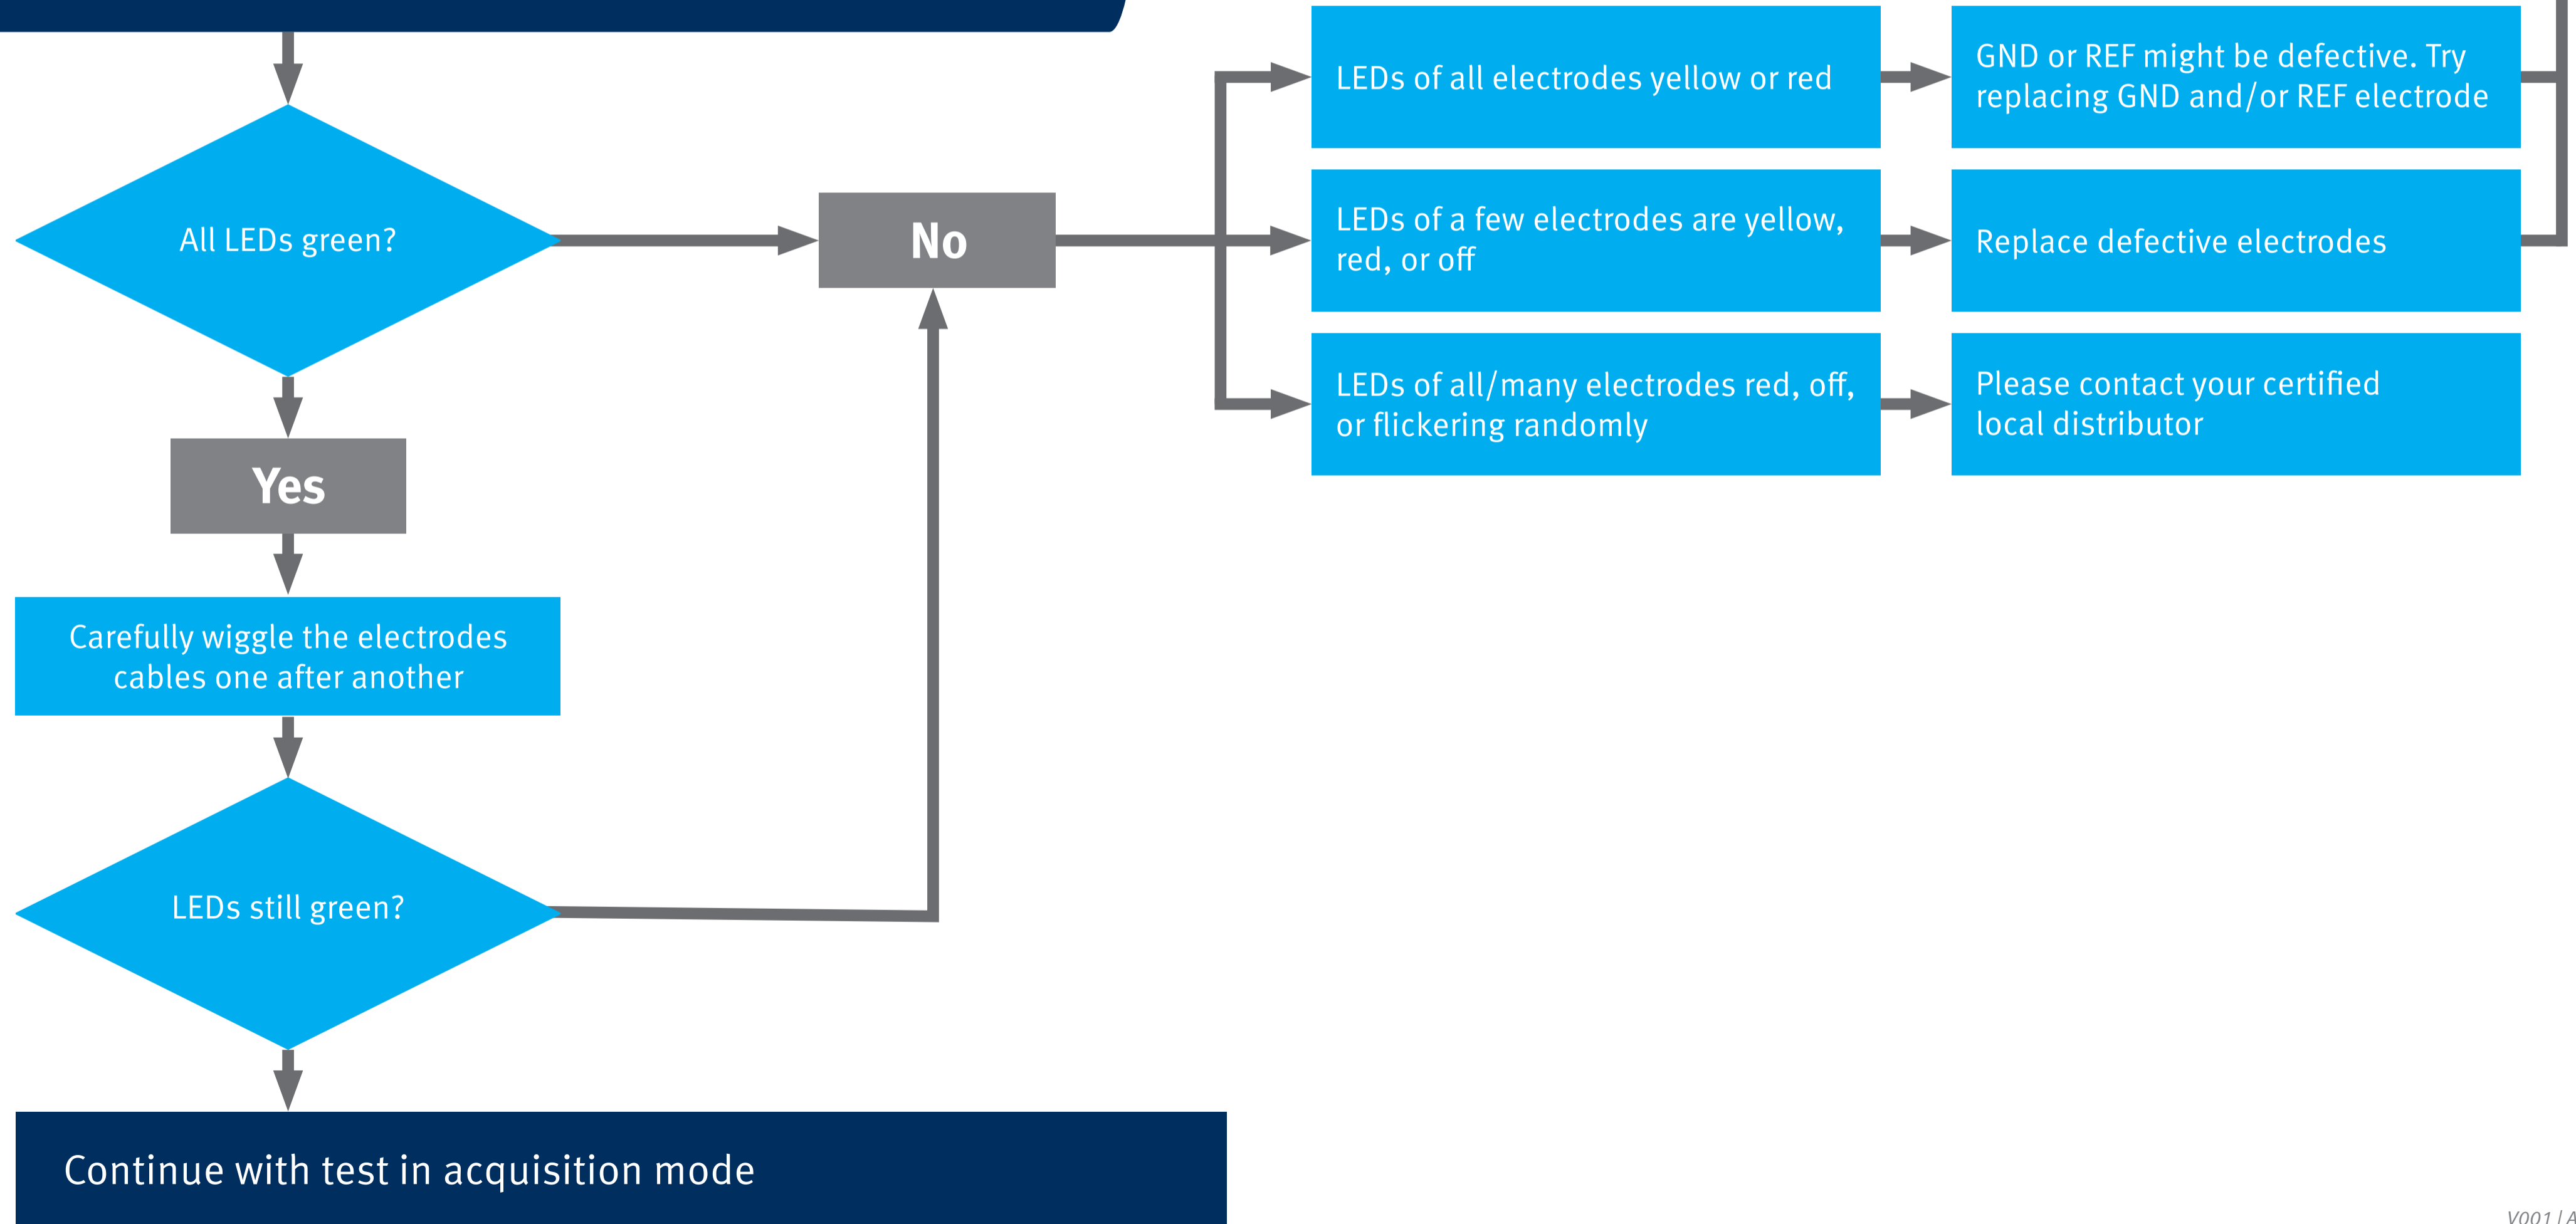 All LEDs green?
No
LEDs of all electrodes yellow or red
GND or REF might be defective. Try
replacing GND and/or REF electrode
LEDs of a few electrodes are yellow,
red, or off
Replace defective electrodes
LEDs of all/many electrodes red, off,
or flickering randomly
Please contact your certified
local distributor
Yes
Carefully wiggle the electrodes
cables one after another
LEDs still green?
Continue with test in acquisition mode
V001 | A